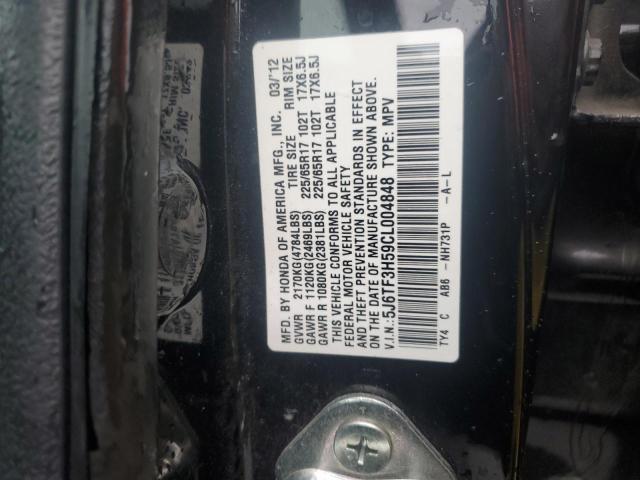 MFD. BY HONDA OF AMERICA MFG., INC. 03/'12
TIRE SIZE RIM SIZE
GVWR 2170KG(4784LBS)
GAWR F 1120KG(2469LBS) 225/65R17 102T 17X6.5J
GAWR R 1080KG(2381LBS) 225/65R17 102T 17X6.5J
THIS VEHICLE CONFORMS TO ALL APPLICABLE
FEDERAL MOTOR VEHICLE SAFETY
AND THEFT PREVENTION STANDARDS IN EFFECT
ON THE DATE OF MANUFACTURE SHOWN ABOVE.
V.I.N.:5J6TF3H59CL004848 TYPE: MPV
TY4 C AB6 -NH731P -A-L